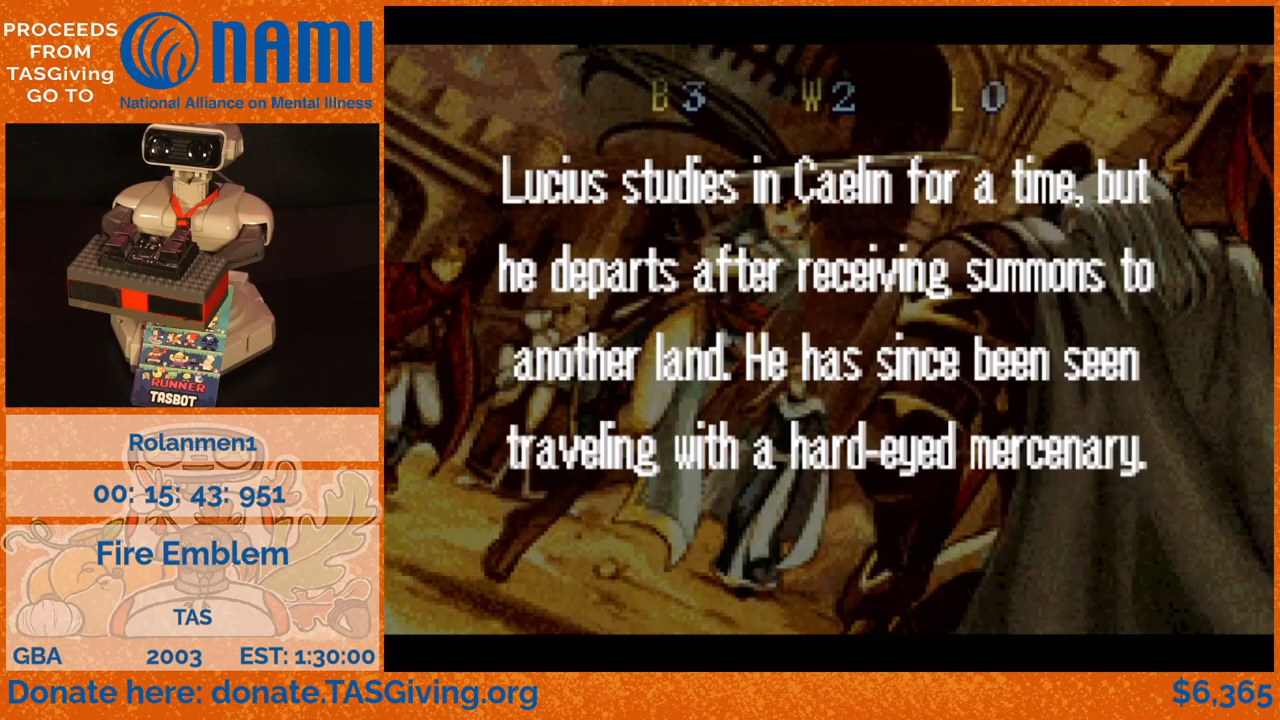 PROCEEDS
FROM
TASGiving
GO TO
NAMI
National Alliance on Mental Illness
RUNNER
TASBOT
Rolanmen1
00: 15: 43: 951
Fire Emblem
TAS
GBA 2003 EST: 1:30:00
B 3 W 2 L 0
Lucius studies in Caelin for a time, but
he departs after receiving summons to
another land. He has since been seen
traveling with a hard-eyed mercenary.
Donate here: donate.TASGiving.org $6,365